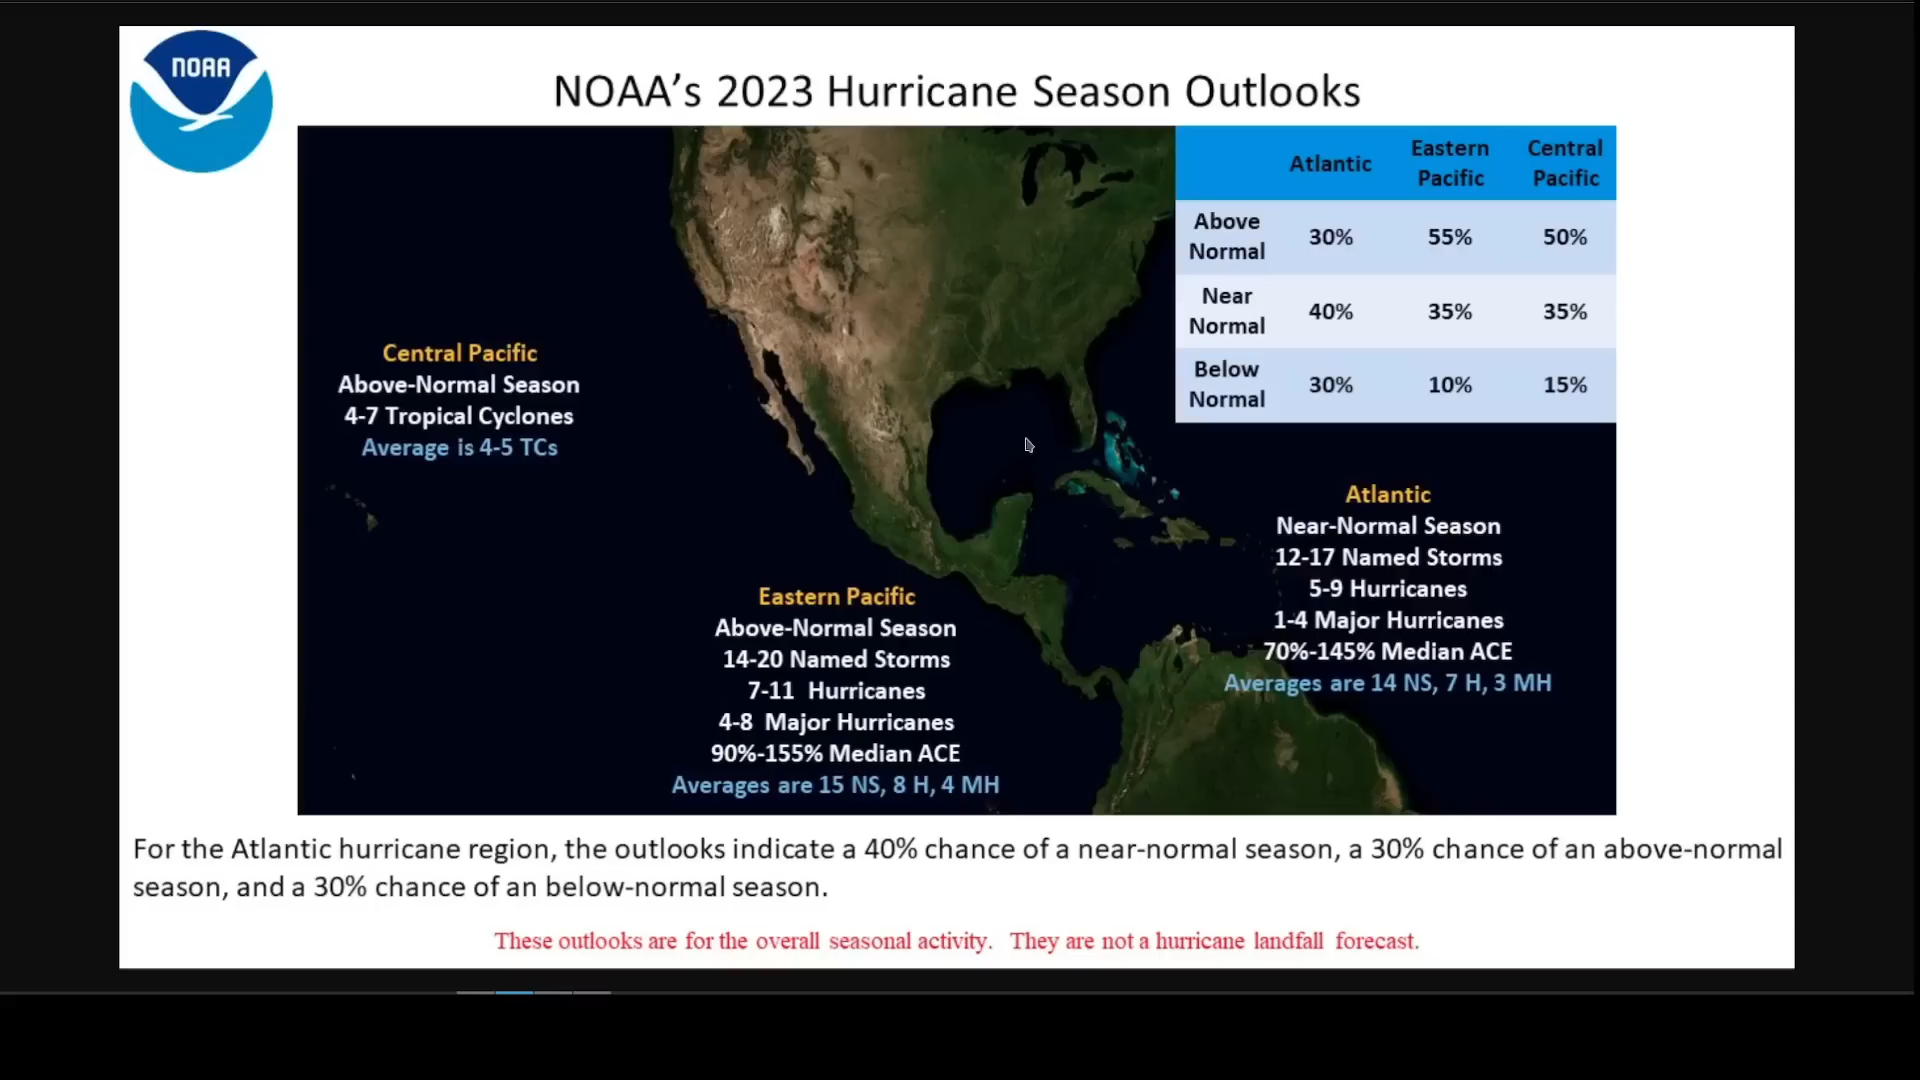 NOAA
NOAA's 2023 Hurricane Season Outlooks
Atlantic
Eastern
Pacific
Central
Pacific
Above
Normal
30%
55%
50%
Near
Normal
40%
35%
35%
Below
Normal
30%
10%
15%
Central Pacific
Above-Normal Season
4-7 Tropical Cyclones
Average is 4-5 TCs
Atlantic
Near-Normal Season
12-17 Named Storms
5-9 Hurricanes
1-4 Major Hurricanes
70%-145% Median ACE
Averages are 14 NS, 7 H, 3 MH
Eastern Pacific
Above-Normal Season
14-20 Named Storms
7-11 Hurricanes
4-8 Major Hurricanes
90%-155% Median ACE
Averages are 15 NS, 8 H, 4 MH
For the Atlantic hurricane region, the outlooks indicate a 40% chance of a near-normal season, a 30% chance of an above-normal
season, and a 30% chance of an below-normal season.
These outlooks are for the overall seasonal activity. They are not a hurricane landfall forecast.